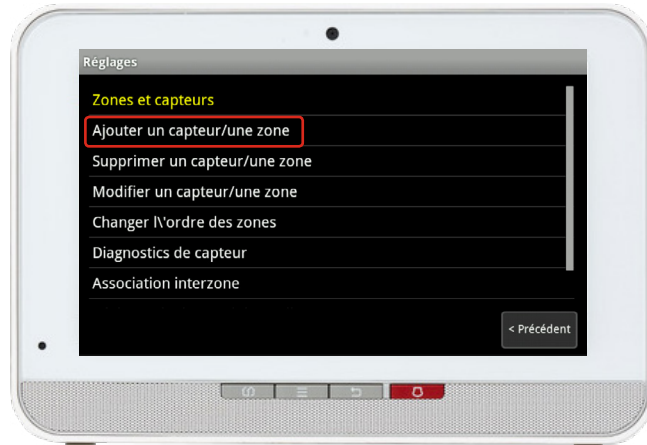 Réglages
Zones et capteurs
Ajouter un capteur/une zone
Supprimer un capteur/une zone
Modifier un capteur/une zone
Changer l\'ordre des zones
Diagnostics de capteur
Association interzone
< Précédent